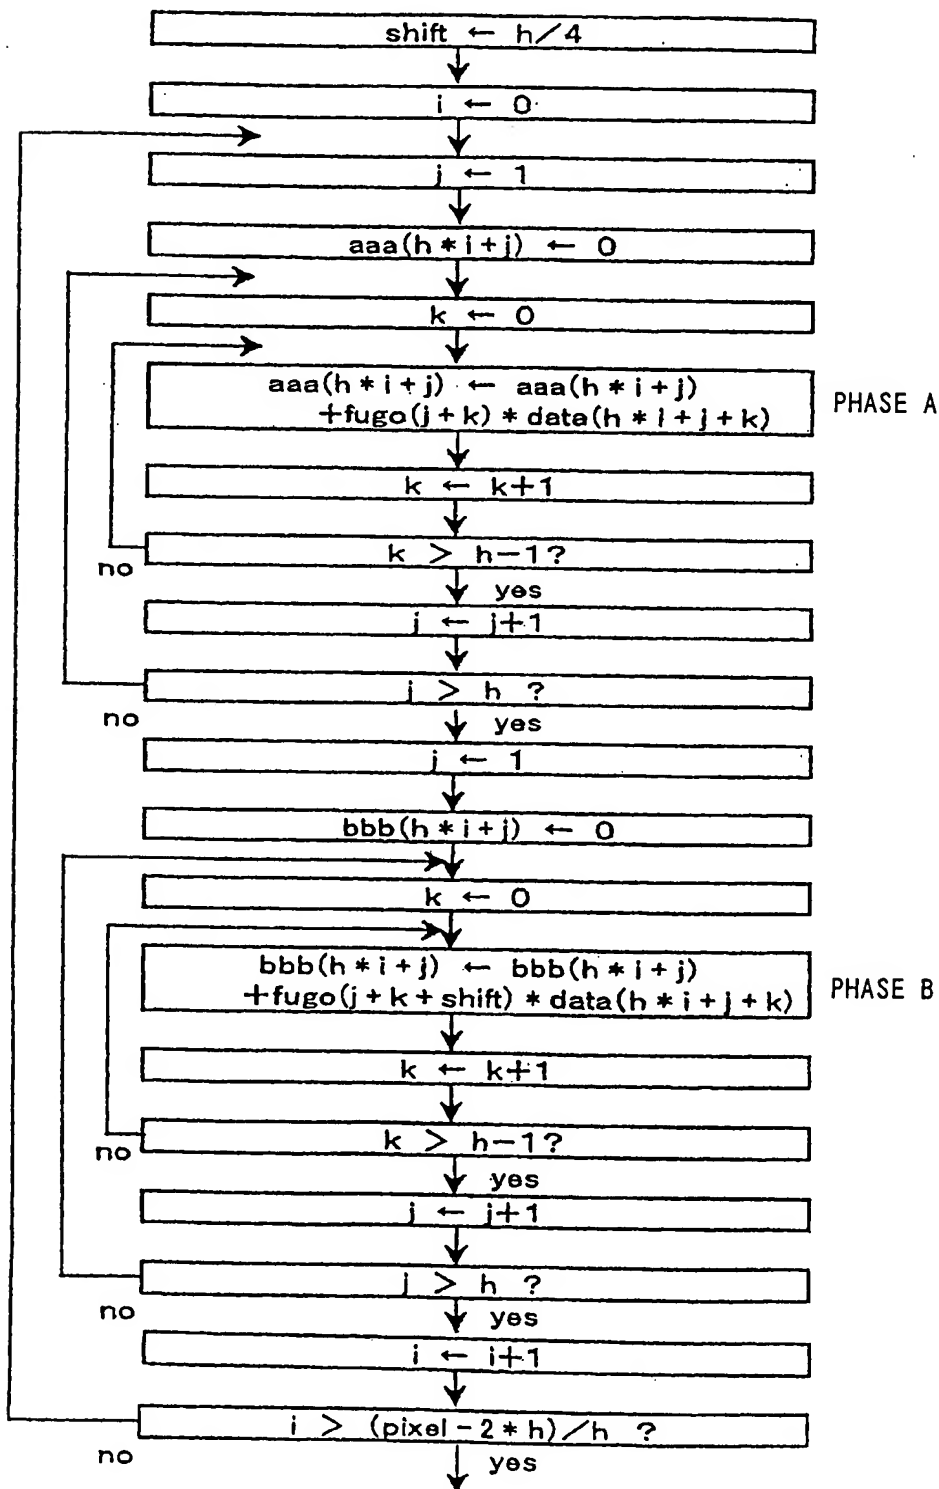 shift ← h/4
i ← 0
j ← 1
aaa(h*i+j) ← 0
k ← 0
aaa(h*i+j) ← aaa(h*i+j)
+fugo(j+k)*data(h*i+j+k)
PHASE A
k ← k+1
k > h-1?
no
yes
j ← j+1
j > h ?
no
yes
j ← 1
bbb(h*i+j) ← 0
k ← 0
bbb(h*i+j) ← bbb(h*i+j)
+fugo(j+k+shift)*data(h*i+j+k)
PHASE B
k ← k+1
k > h-1?
no
yes
j ← j+1
j > h ?
no
yes
i ← i+1
i > (pixel-2*h)/h ?
no
yes